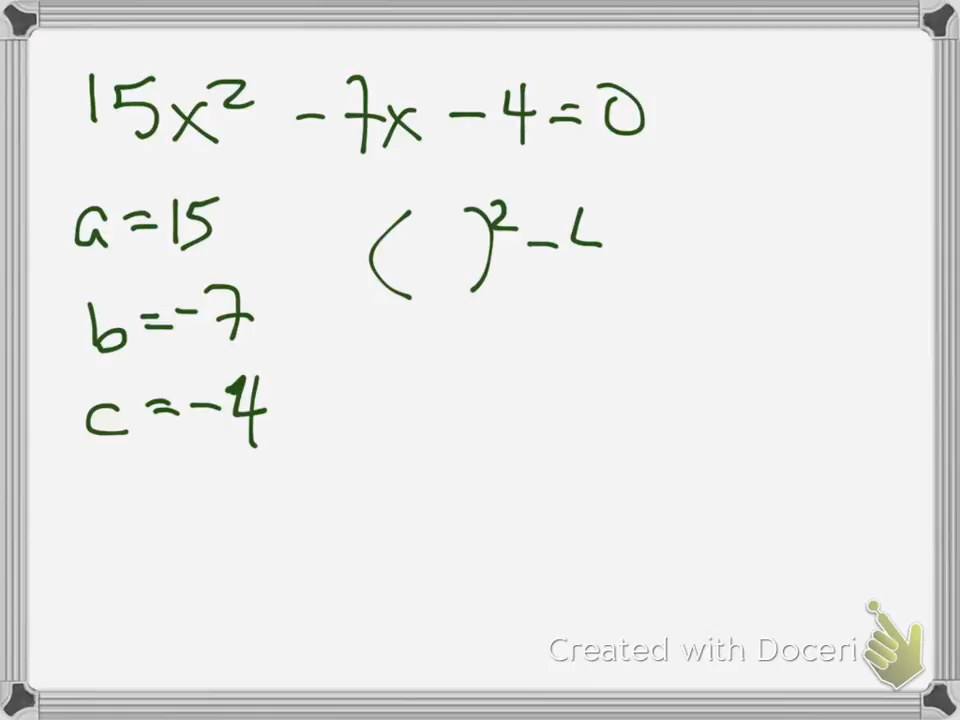 15x² - 7x - 4 = 0
a = 15
( )² - 4
b = -7
c = -4
Created with Doceri